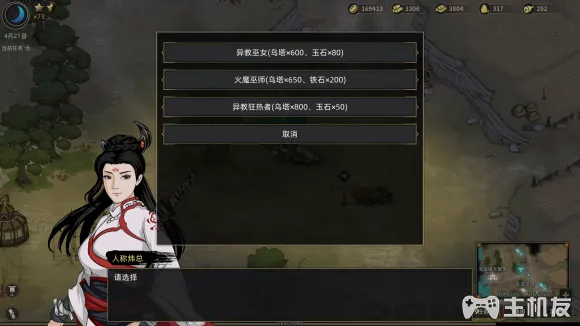 ×73
169413
3306
3804
317
292
4月21日
异教巫女(乌塔×600、玉石×80)
火魔巫师(乌塔×650、铁石×200)
异教狂热者(乌塔×800、玉石×50)
取消
人称炜总
请选择
主机友